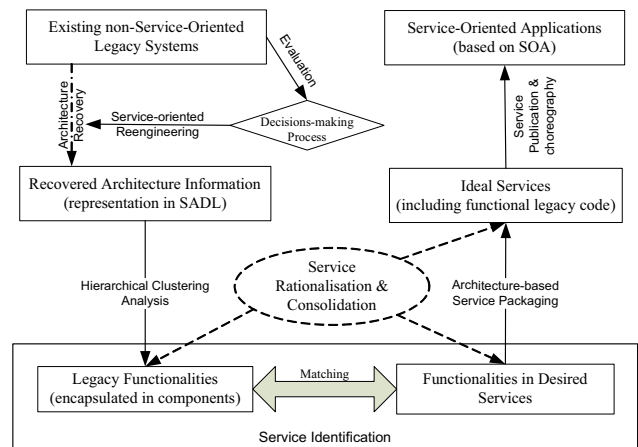 Existing non-Service-Oriented
Legacy Systems
Service-Oriented Applications
(based on SOA)
Evaluation
Architecture
Recovery
Service-oriented
Reengineering
Decisions-making
Process
Service
Publication &
choreography
Recovered Architecture Information
(representation in SADL)
Ideal Services
(including functional legacy code)
Hierarchical Clustering
Analysis
Service
Rationalisation &
Consolidation
Architecture-based
Service Packaging
Legacy Functionalities
(encapsulated in components)
Matching
Functionalities in Desired
Services
Service Identification